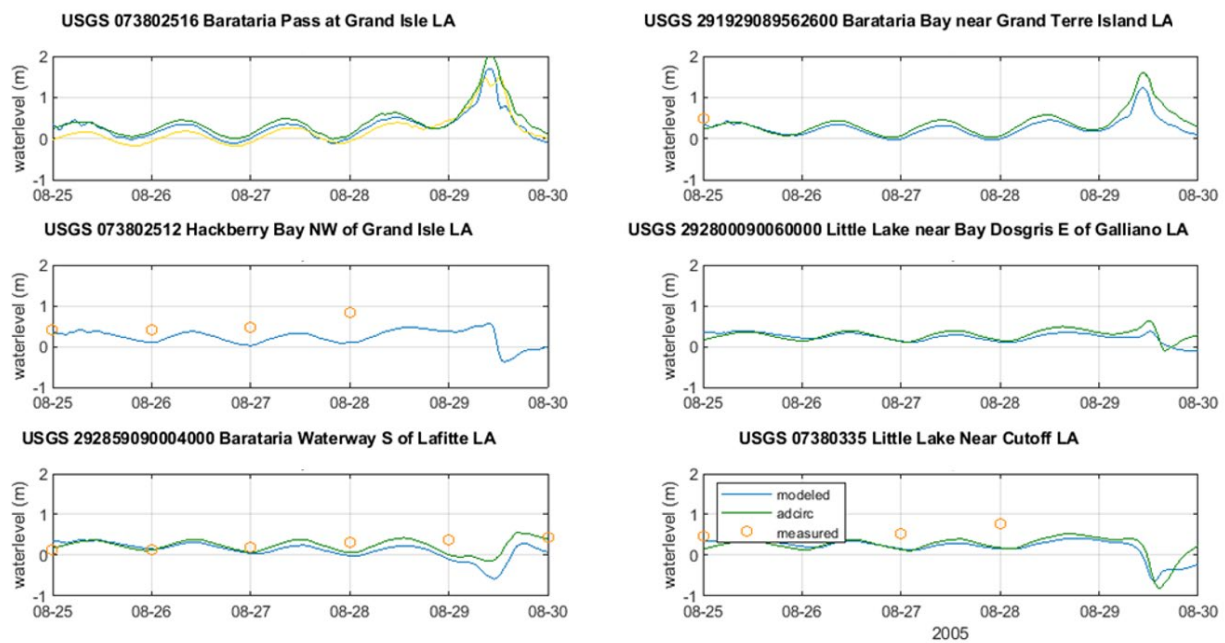 USGS 073802516 Barataria Pass at Grand Isle LA
waterlevel (m)
2
1
0
-1
08-25 08-26 08-27 08-28 08-29 08-30
USGS 291929089562600 Barataria Bay near Grand Terre Island LA
waterlevel (m)
2
1
0
-1
08-25 08-26 08-27 08-28 08-29 08-30
USGS 073802512 Hackberry Bay NW of Grand Isle LA
waterlevel (m)
2
1
0
-1
08-25 08-26 08-27 08-28 08-29 08-30
USGS 292800090060000 Little Lake near Bay Dosgris E of Galliano LA
waterlevel (m)
2
1
0
-1
08-25 08-26 08-27 08-28 08-29 08-30
USGS 292859090004000 Barataria Waterway S of Lafitte LA
waterlevel (m)
2
1
0
-1
08-25 08-26 08-27 08-28 08-29 08-30
USGS 07380335 Little Lake Near Cutoff LA
waterlevel (m)
2
1
0
-1
modeled
adcirc
measured
08-25 08-26 08-27 08-28 08-29 08-30
2005